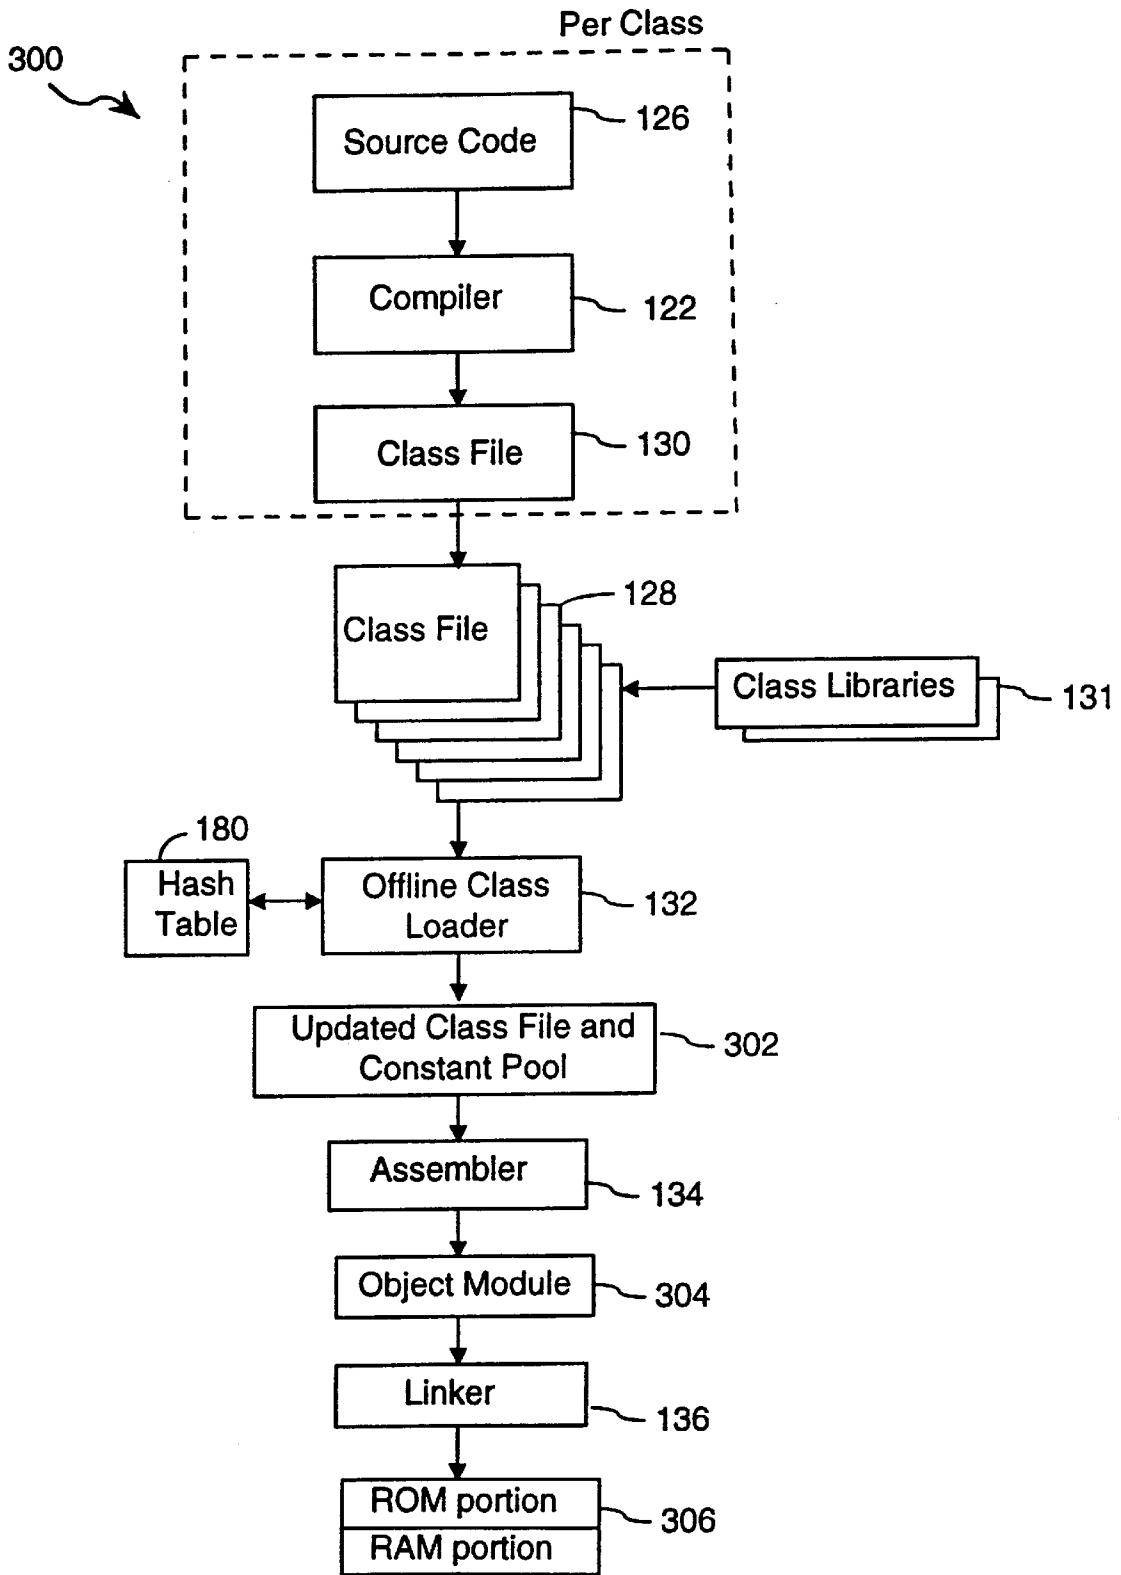 Per Class
300
Source Code
126
Compiler
122
Class File
130
Class File
128
Class Libraries
131
180
Hash
Table
Offline Class
Loader
132
Updated Class File and
Constant Pool
302
Assembler
134
Object Module
304
Linker
136
ROM portion
306
RAM portion